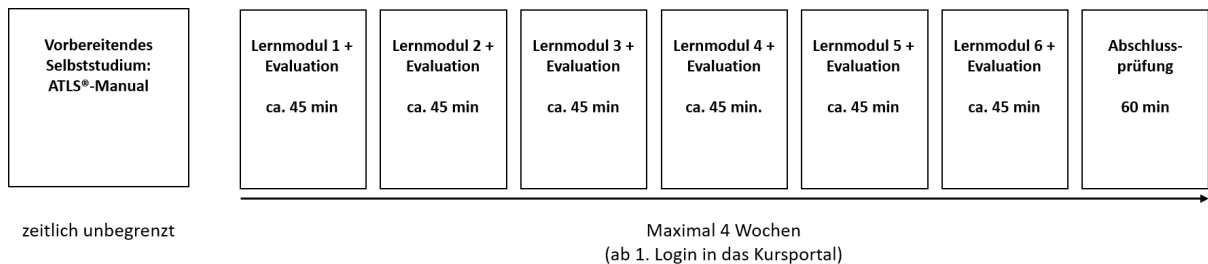 Vorbereitendes
Selbststudium:
ATLS®-Manual
Lernmodul 1 +
Evaluation
ca. 45 min
Lernmodul 2 +
Evaluation
ca. 45 min
Lernmodul 3 +
Evaluation
ca. 45 min
Lernmodul 4 +
Evaluation
ca. 45 min.
Lernmodul 5 +
Evaluation
ca. 45 min
Lernmodul 6 +
Evaluation
ca. 45 min
Abschluss-
prüfung
60 min
zeitlich unbegrenzt
Maximal 4 Wochen
(ab 1. Login in das Kursportal)